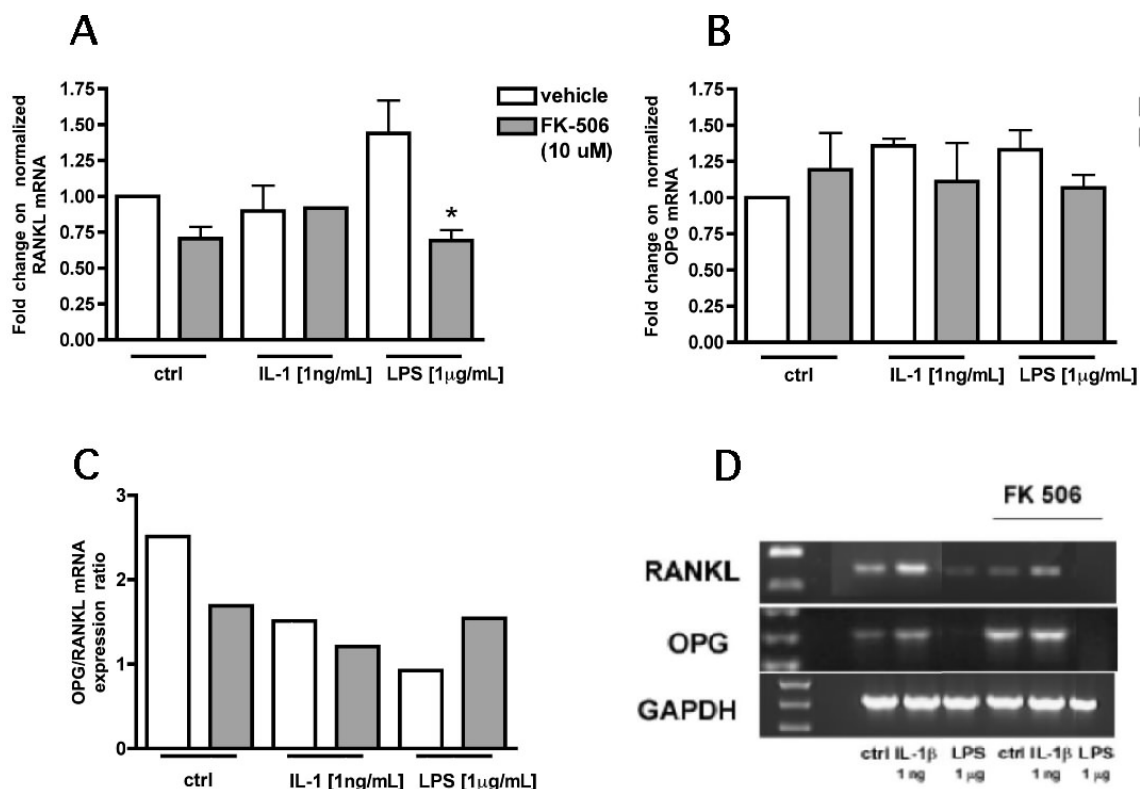 A
Fold change on normalized
RANKL mRNA
1.75
1.50
1.25
1.00
0.75
0.50
0.25
0.00
*
ctrl
IL-1 [1ng/mL]
LPS [1µg/mL]
vehicle
FK-506
(10 uM)
B
Fold change on normalized
OPG mRNA
1.75
1.50
1.25
1.00
0.75
0.50
0.25
0.00
ctrl
IL-1 [1ng/mL]
LPS [1µg/mL]
C
OPG/RANKL mRNA
expression ratio
3
2
1
0
ctrl
IL-1 [1ng/mL]
LPS [1µg/mL]
D
FK 506
RANKL
OPG
GAPDH
ctrl IL-1β LPS ctrl IL-1β LPS
1 ng 1 µg 1 ng 1 µg